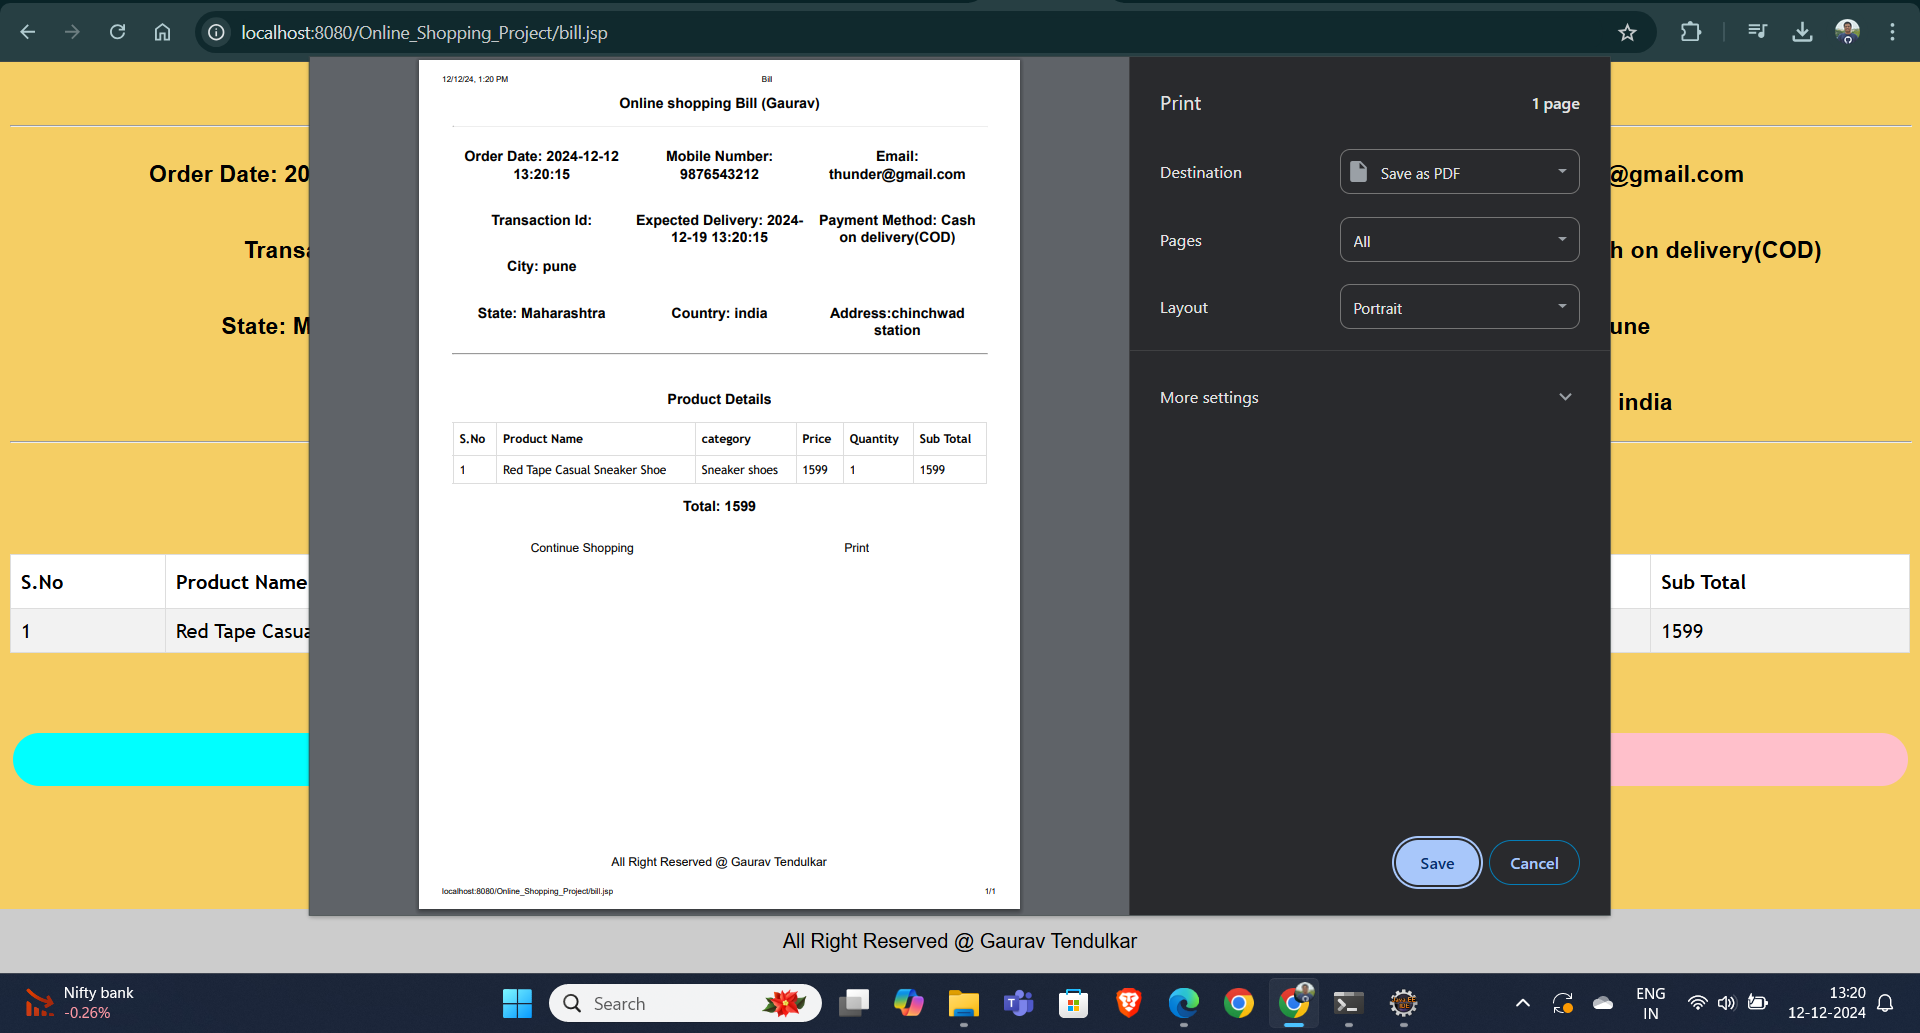 localhost:8080/Online_Shopping_Project/bill.jsp
12/12/24, 1:20 PM
Bill
Online shopping Bill (Gaurav)
Order Date: 2024-12-12
13:20:15
Mobile Number:
9876543212
Email:
thunder@gmail.com
Transaction Id:
Expected Delivery: 2024-
12-19 13:20:15
Payment Method: Cash
on delivery(COD)
City: pune
State: Maharashtra
Country: india
Address:chinchwad
station
Product Details
S.No Product Name category Price Quantity Sub Total
1 Red Tape Casual Sneaker Shoe Sneaker shoes 1599 1 1599
Total: 1599
Continue Shopping
Print
All Right Reserved @ Gaurav Tendulkar
localhost:8080/Online_Shopping_Project/bill.jsp
1/1
Print
1 page
Destination
Save as PDF
Pages
All
Layout
Portrait
More settings
Save
Cancel
Order Date: 20
@gmail.com
Transa
h on delivery(COD)
State: M
une
india
S.No
Product Name
Sub Total
1
Red Tape Casua
1599
All Right Reserved @ Gaurav Tendulkar
Nifty bank
-0.26%
Search
ENG
IN
13:20
12-12-2024